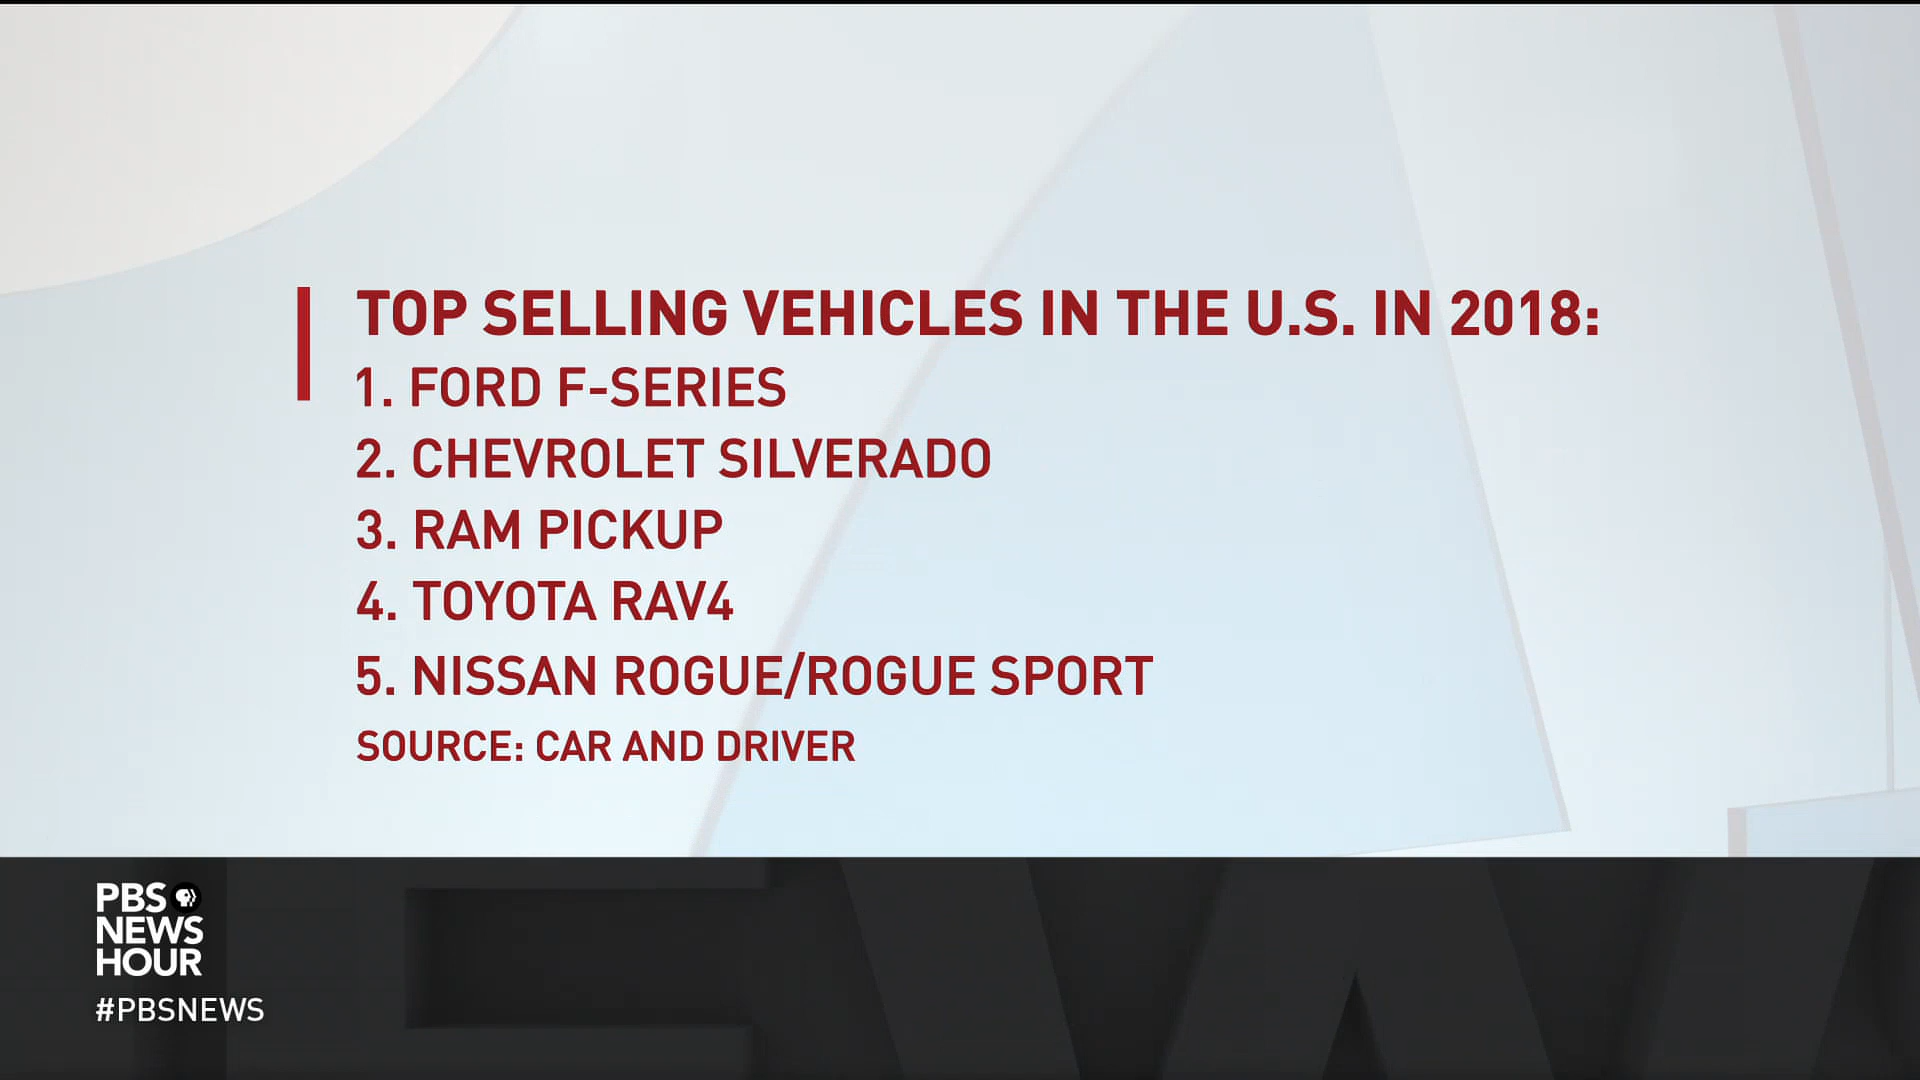 TOP SELLING VEHICLES IN THE U.S. IN 2018:
1. FORD F-SERIES
2. CHEVROLET SILVERADO
3. RAM PICKUP
4. TOYOTA RAV4
5. NISSAN ROGUE/ROGUE SPORT
SOURCE: CAR AND DRIVER
PBS
NEWS
HOUR
#PBSNEWS